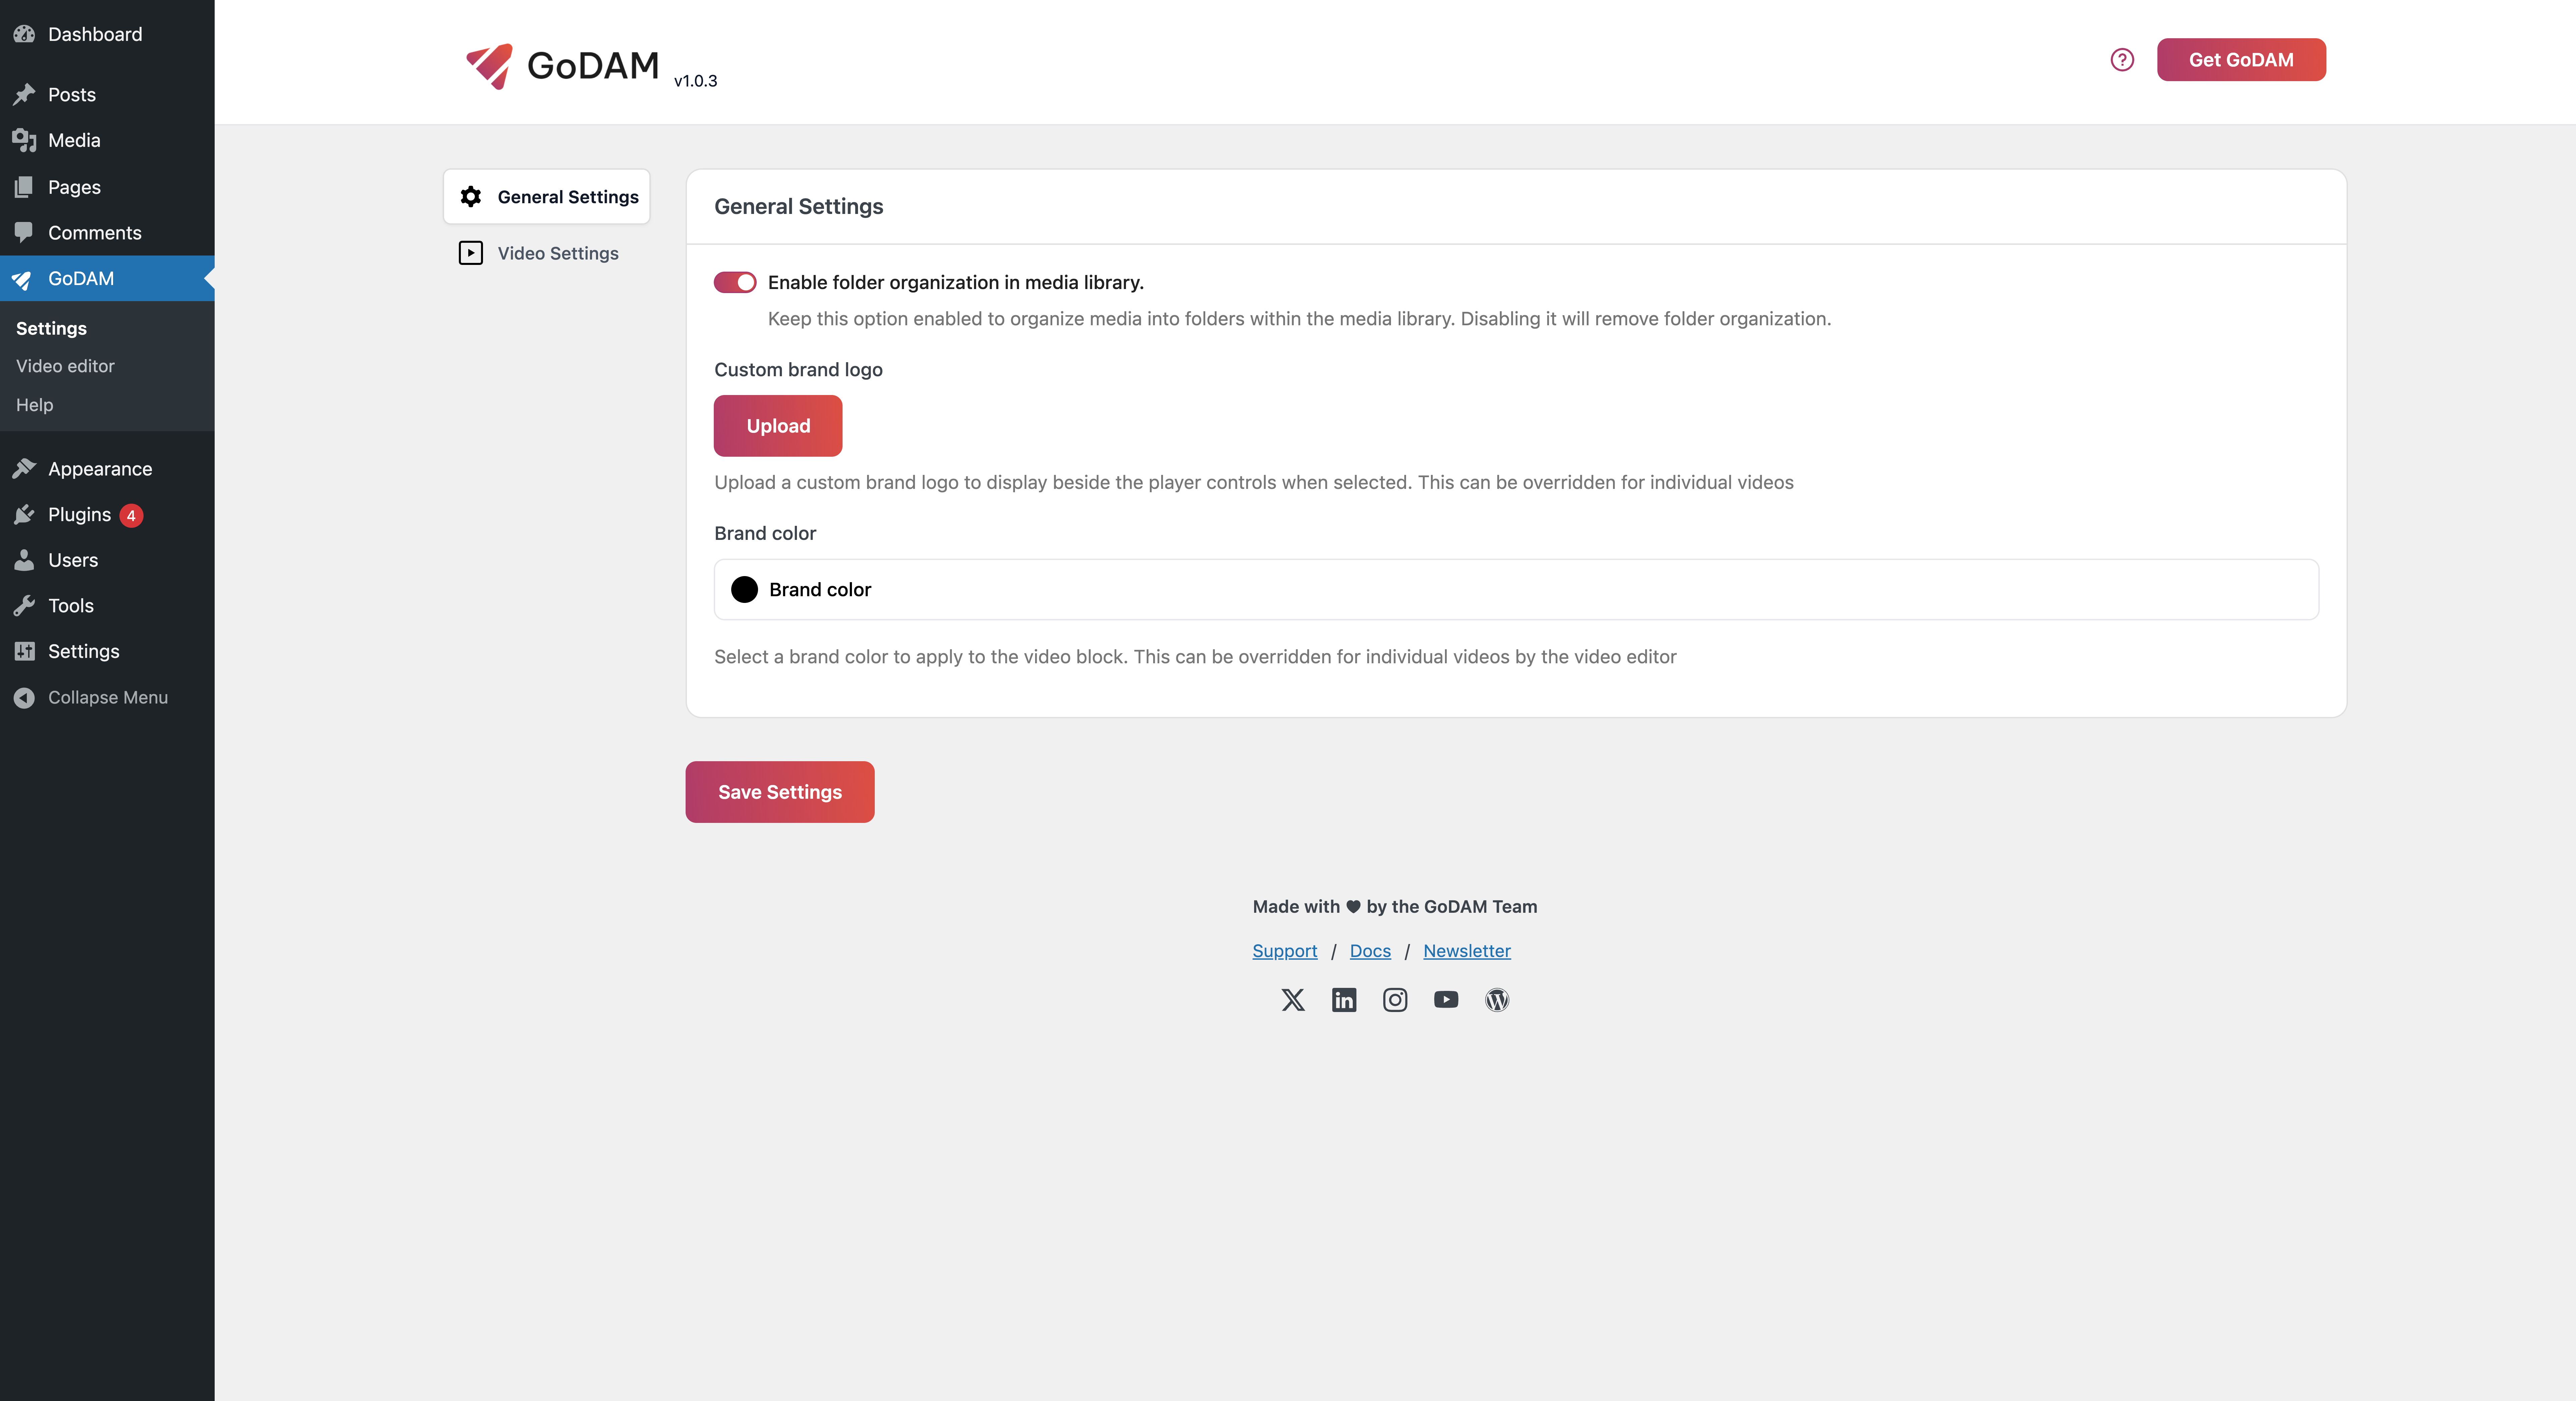 Dashboard
Posts
Media
Pages
Comments
GoDAM
Settings
Video editor
Help
Appearance
Plugins 4
Users
Tools
Settings
Collapse Menu
GoDAM v1.0.3
Get GoDAM
General Settings
Video Settings
General Settings
Enable folder organization in media library.
Keep this option enabled to organize media into folders within the media library. Disabling it will remove folder organization.
Custom brand logo
Upload
Upload a custom brand logo to display beside the player controls when selected. This can be overridden for individual videos
Brand color
Brand color
Select a brand color to apply to the video block. This can be overridden for individual videos by the video editor
Save Settings
Made with ♥ by the GoDAM Team
Support / Docs / Newsletter